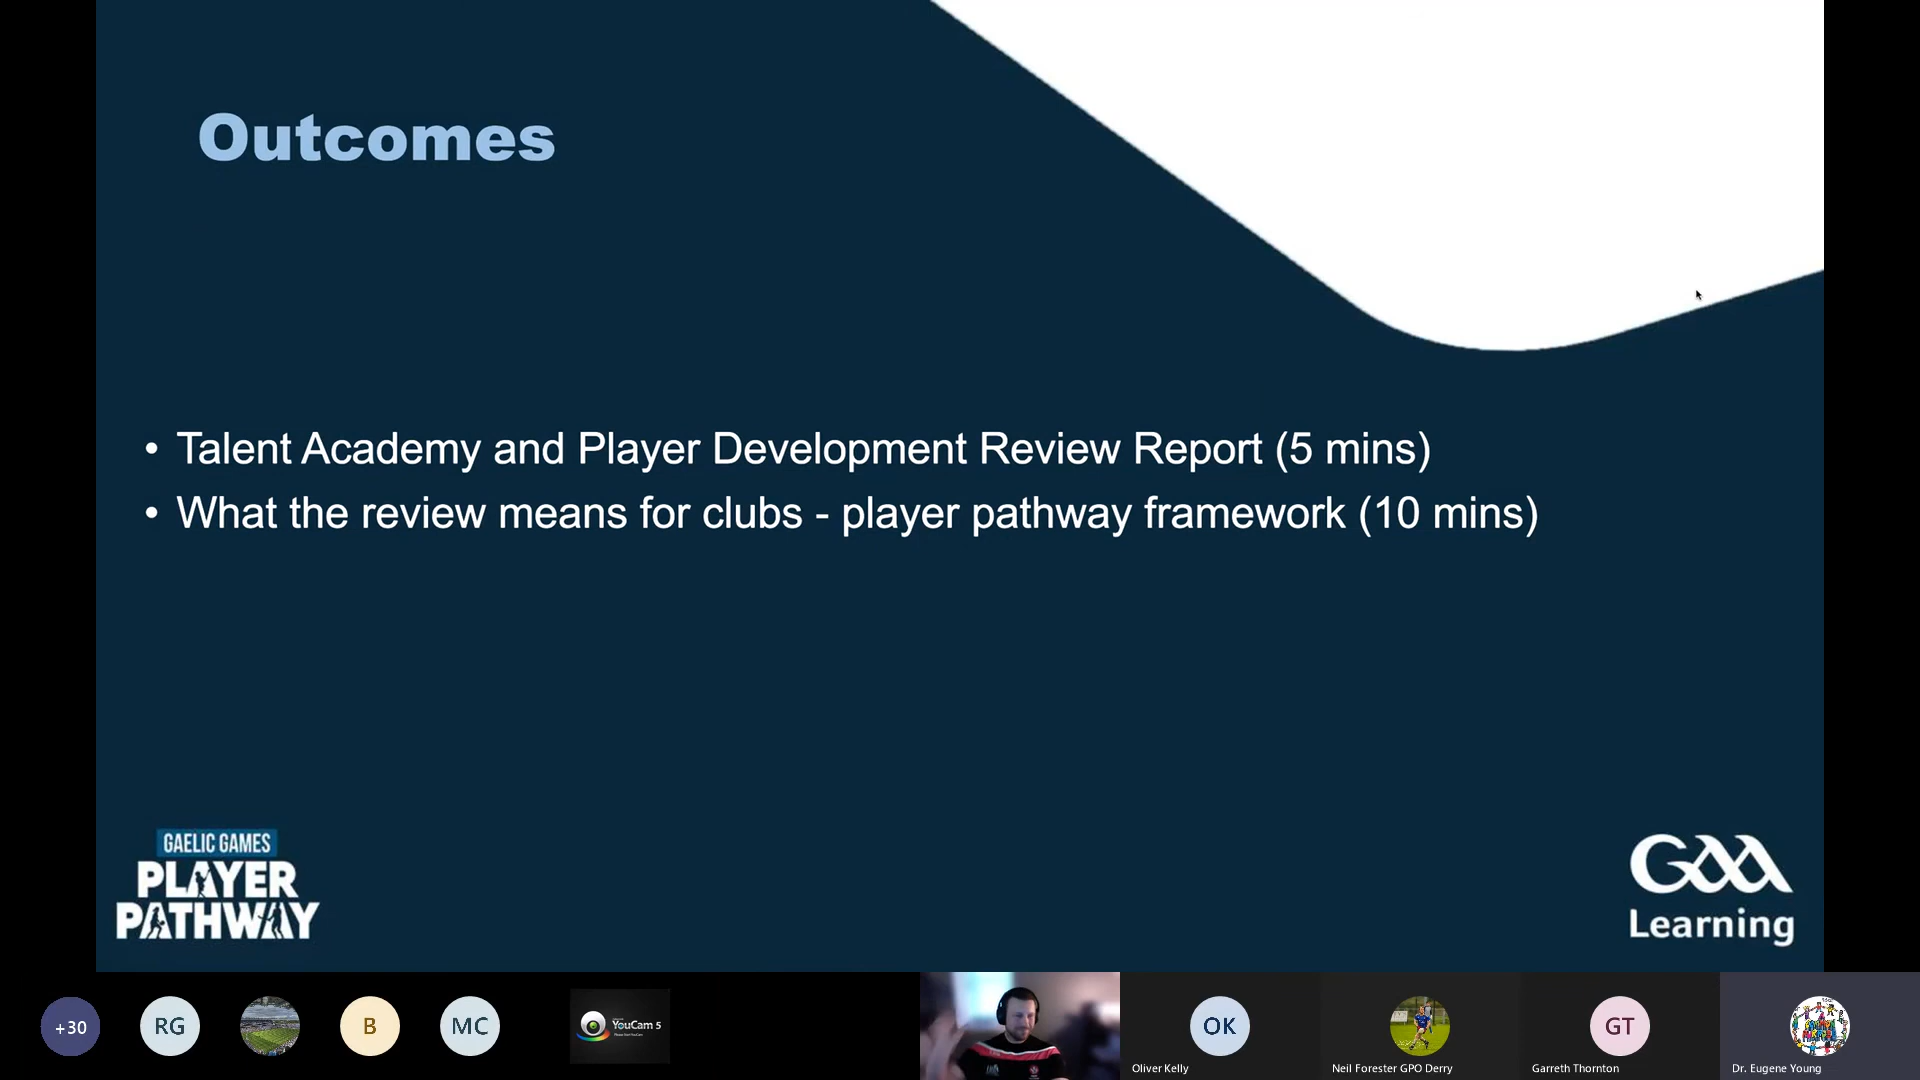 Outcomes
• Talent Academy and Player Development Review Report (5 mins)
• What the review means for clubs - player pathway framework (10 mins)
GAELIC GAMES
PLAYER
PATHWAY
GAA
Learning
+30
RG
B
MC
YouCam 5
OK
GT
Oliver Kelly
Neil Forester GPO Derry
Garreth Thornton
Dr. Eugene Young